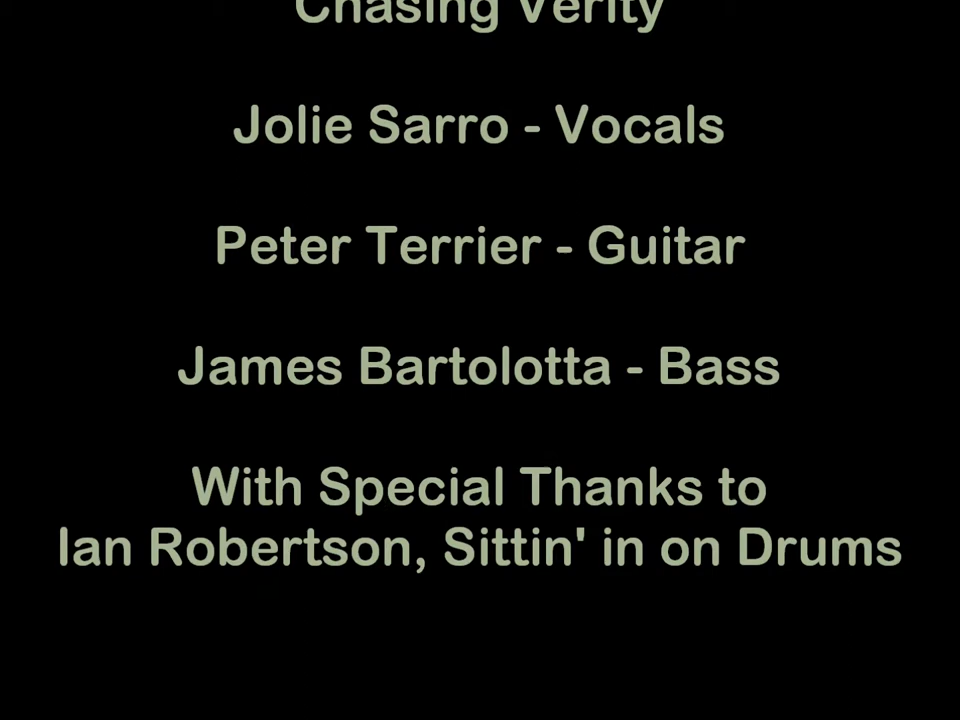 Chasing Verity
Jolie Sarro - Vocals
Peter Terrier - Guitar
James Bartolotta - Bass
With Special Thanks to
Ian Robertson, Sittin' in on Drums